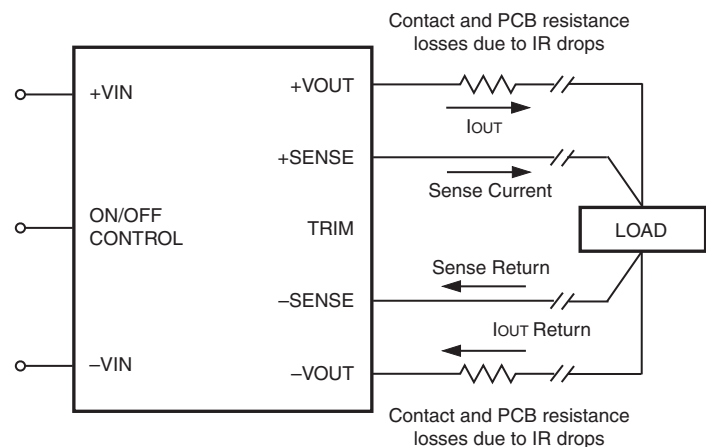 Contact and PCB resistance
losses due to IR drops
+VOUT
+VIN
IOUT
+SENSE
Sense Current
ON/OFF
CONTROL
TRIM
LOAD
Sense Return
–SENSE
IOUT Return
–VIN
–VOUT
Contact and PCB resistance
losses due to IR drops